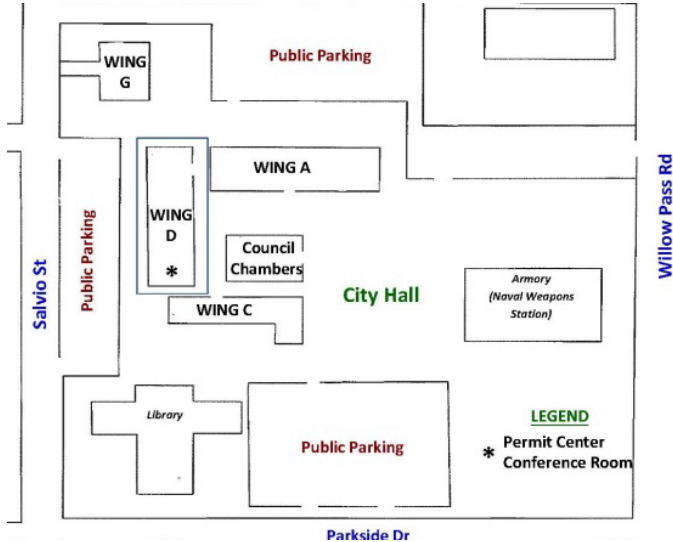 Public Parking
WING
G
WING A
WING
D
*
Council
Chambers
WING C
City Hall
Armory
(Naval Weapons
Station)
Public Parking
Salvio St
Willow Pass Rd
Library
Public Parking
LEGEND
* Permit Center
Conference Room
Parkside Dr